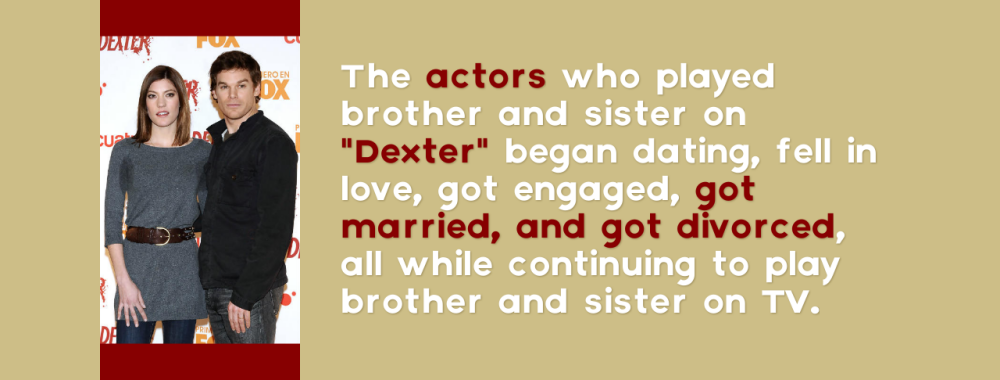 DEXTER
FOX
The actors who played
brother and sister on
"Dexter" began dating, fell in
love, got engaged, got
married, and got divorced,
all while continuing to play
brother and sister on TV.